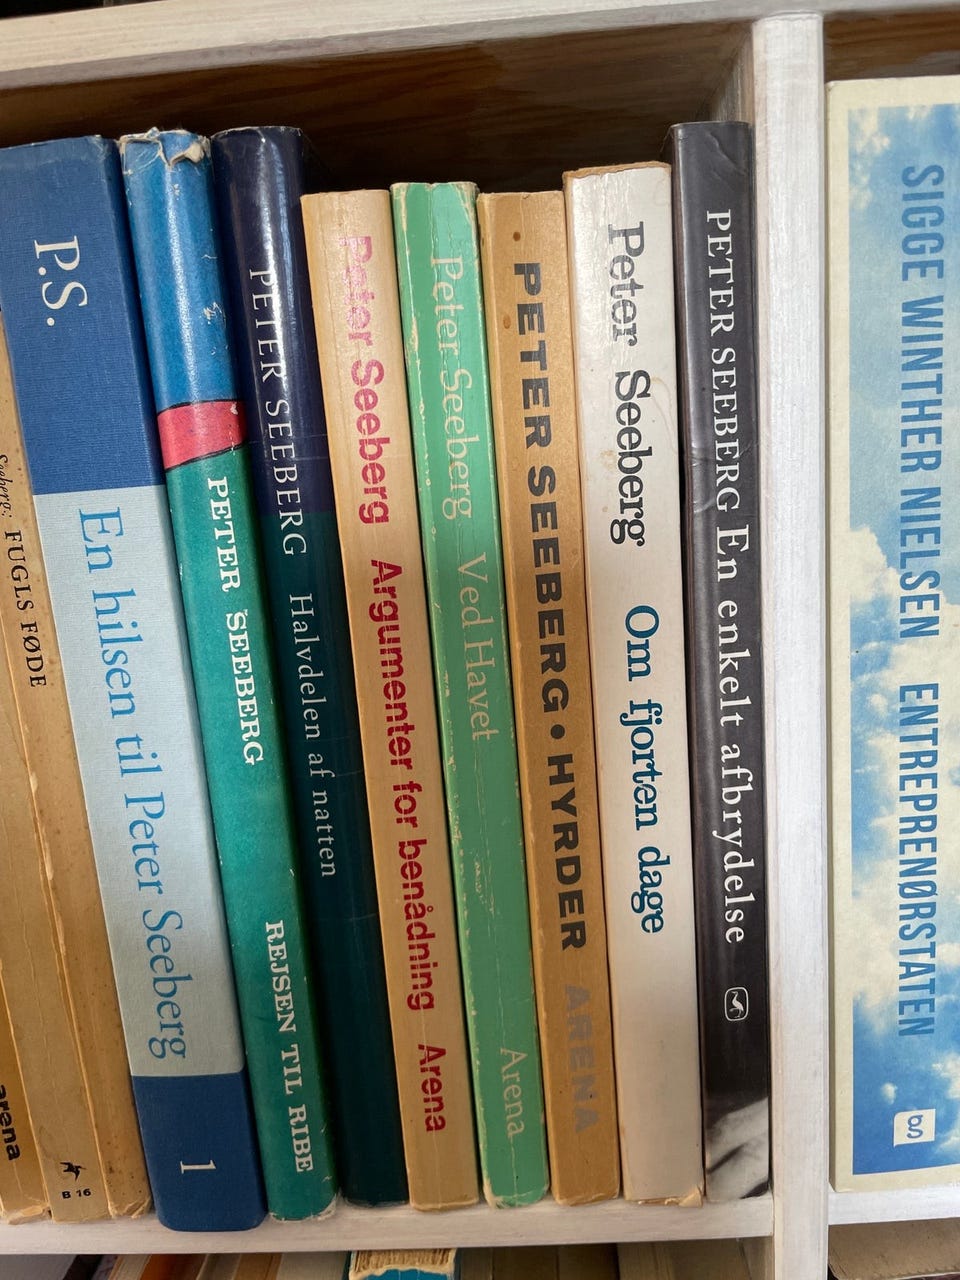 arena
Seeberg: FUGLS FØDE
B 16
P.S.
En hilsen til Peter Seeberg
1
PETER SEEBERG
REJSEN TIL RIBE
PETER SEEBERG Halvdelen af natten
Peter Seeberg Argumenter for benådning Arena
Peter Seeberg Ved Havet Arena
PETER SEEBERG • HYRDER ARENA
Peter Seeberg Om fjorten dage
PETER SEEBERG En enkelt afbrydelse
SIGGE WINTHER NIELSEN ENTREPRENØRSTATEN